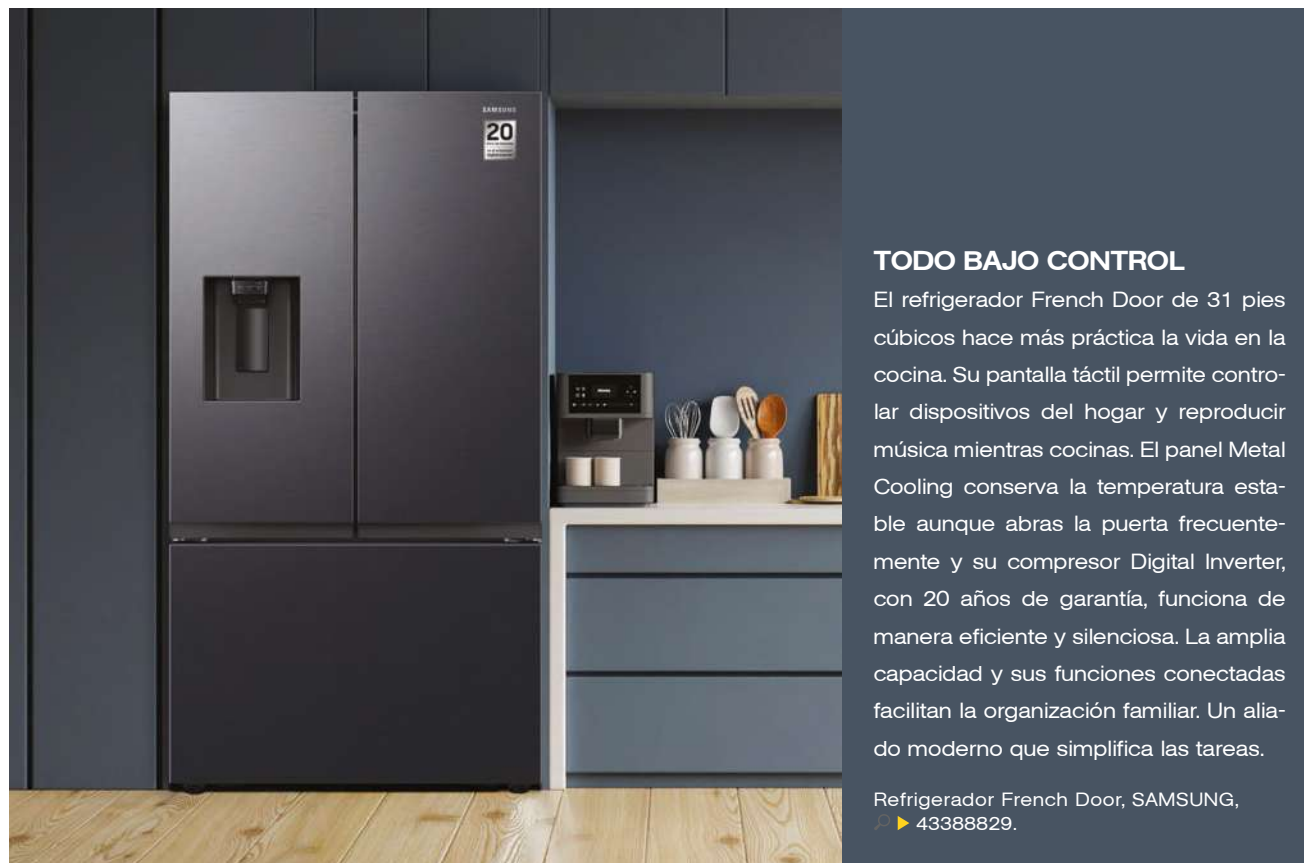 SAMSUNG
20
TODO BAJO CONTROL
El refrigerador French Door de 31 pies
cúbicos hace más práctica la vida en la
cocina. Su pantalla táctil permite contro-
lar dispositivos del hogar y reproducir
música mientras cocinas. El panel Metal
Cooling conserva la temperatura esta-
ble aunque abras la puerta frecuente-
mente y su compresor Digital Inverter,
con 20 años de garantía, funciona de
manera eficiente y silenciosa. La amplia
capacidad y sus funciones conectadas
facilitan la organización familiar. Un alia-
do moderno que simplifica las tareas.
Refrigerador French Door, SAMSUNG,
43388829.